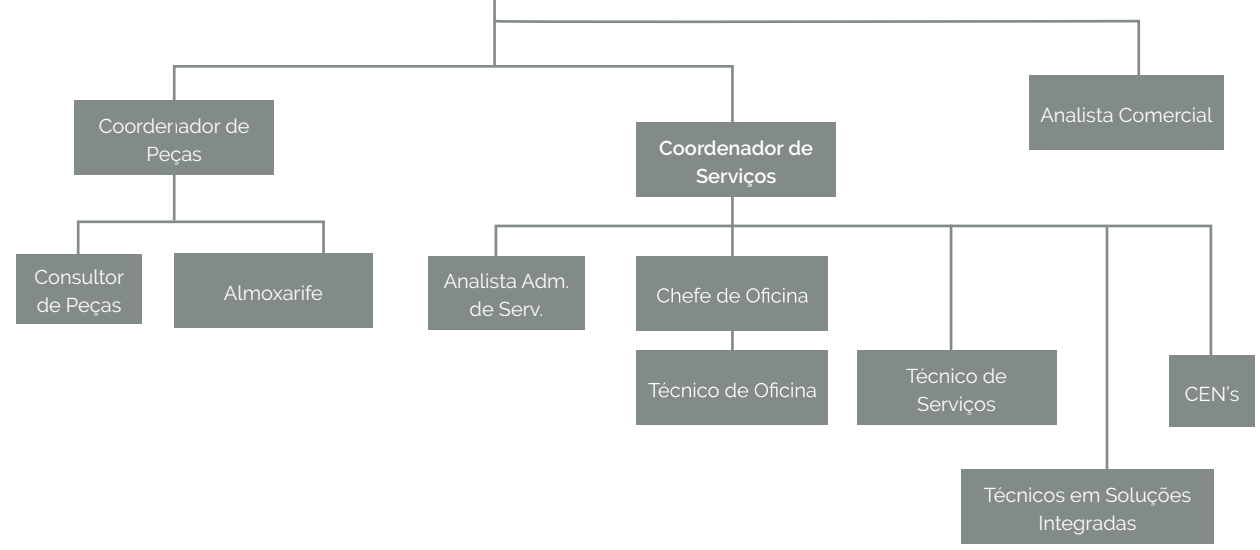 Analista Comercial
Coordenador de
Peças
Coordenador de
Serviços
Consultor
de Peças
Almoxarife
Analista Adm.
de Serv.
Chefe de Oficina
Técnico de Oficina
Técnico de
Serviços
CEN's
Técnicos em Soluções
Integradas